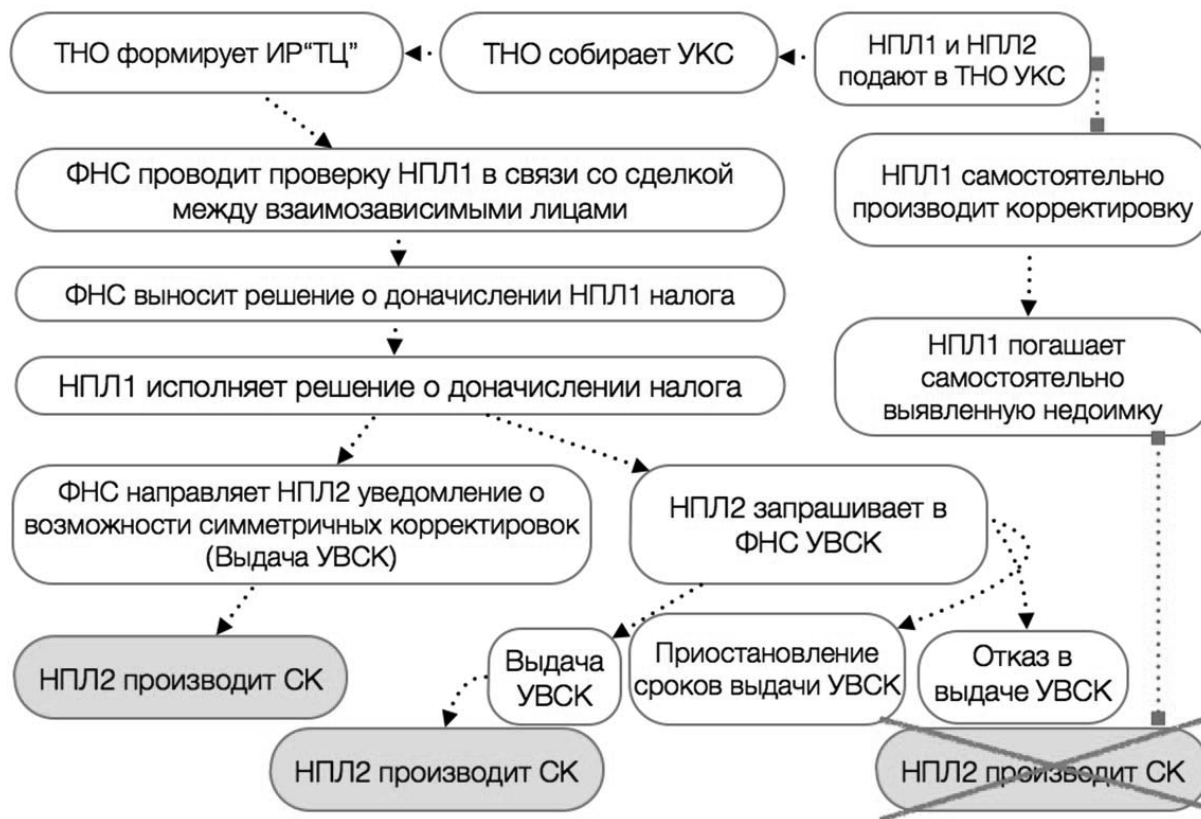 ТНО формирует ИР“ТЦ”
ТНО собирает УКС
НПЛ1 и НПЛ2
подают в ТНО УКС
ФНС проводит проверку НПЛ1 в связи со сделкой
между взаимозависимыми лицами
НПЛ1 самостоятельно
производит корректировку
ФНС выносит решение о доначислении НПЛ1 налога
НПЛ1 погашает
самостоятельно
выявленную недоимку
НПЛ1 исполняет решение о доначислении налога
ФНС направляет НПЛ2 уведомление о
возможности симметричных корректировок
(Выдача УВСК)
НПЛ2 запрашивает в
ФНС УВСК
НПЛ2 производит СК
Выдача
УВСК
Приостановление
сроков выдачи УВСК
Отказ в
выдаче УВСК
НПЛ2 производит СК
НПЛ2 производит СК